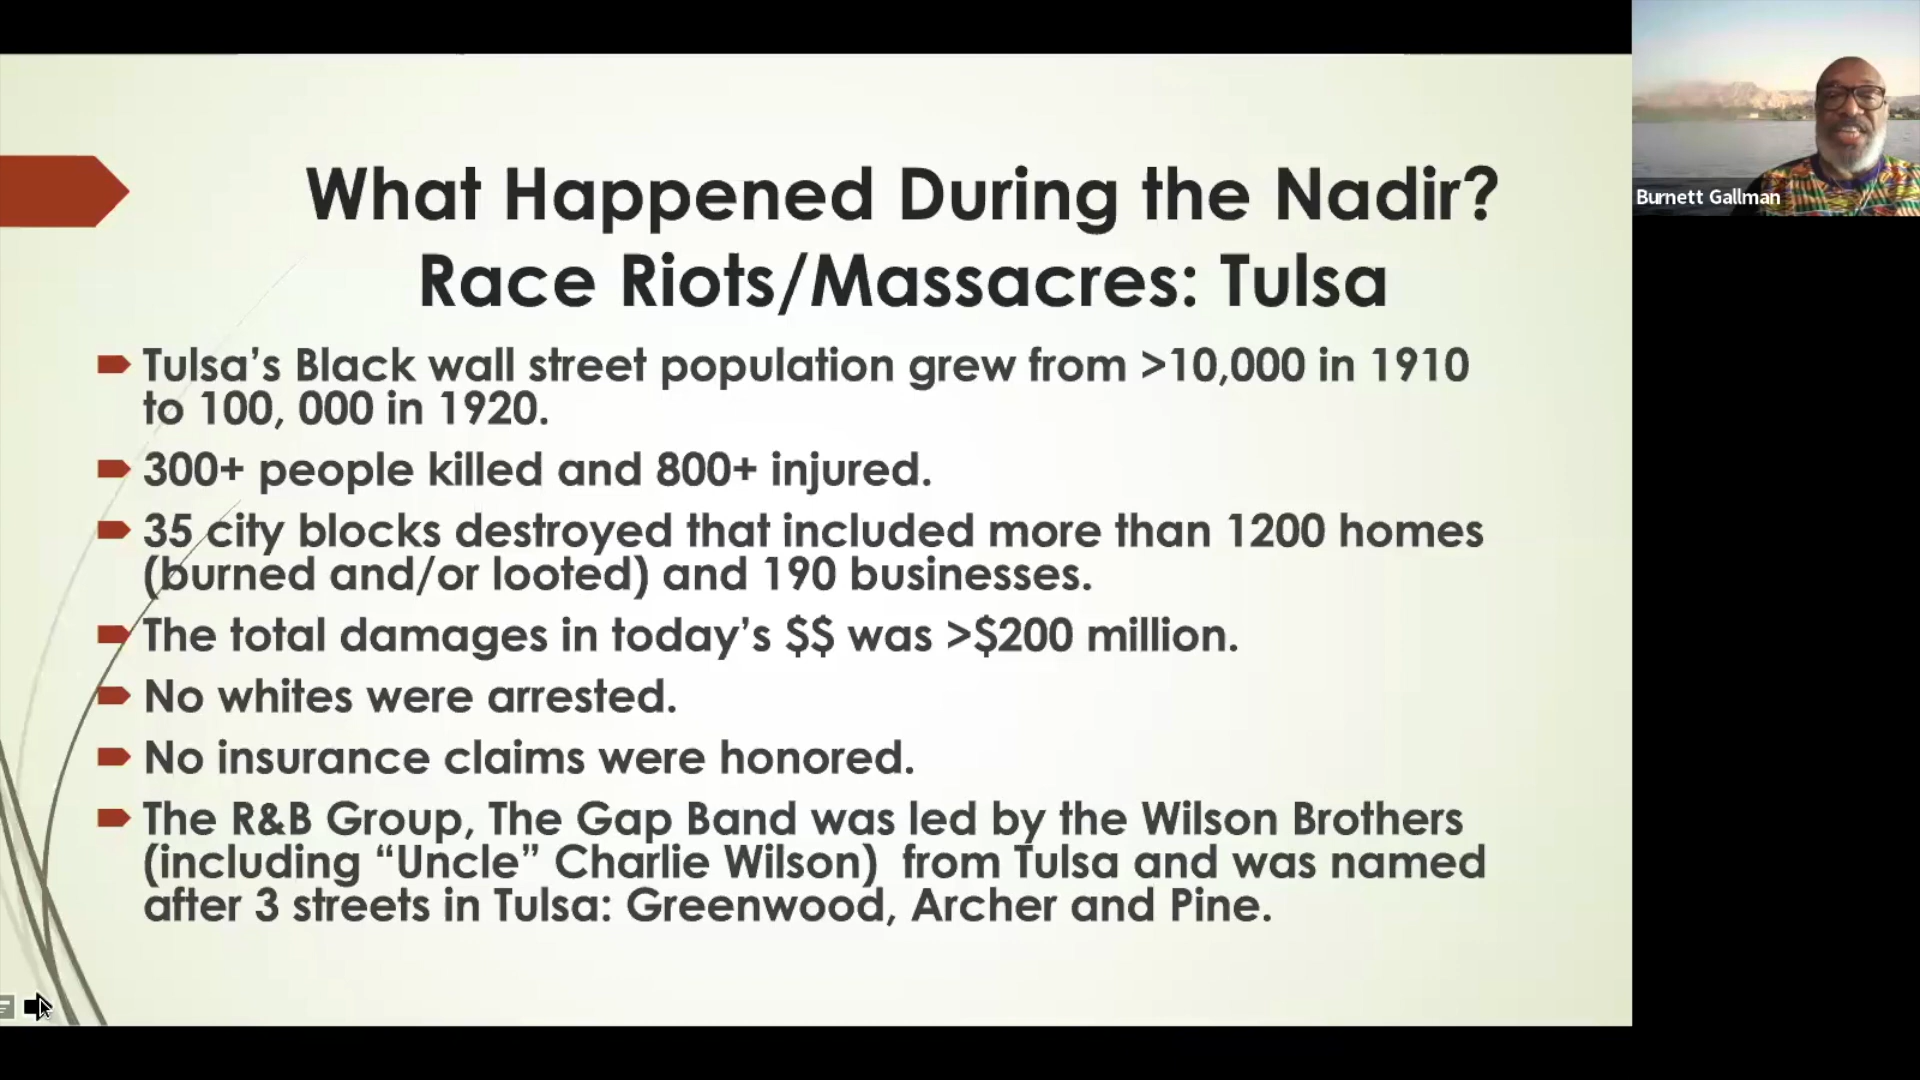 What Happened During the Nadir?
Race Riots/Massacres: Tulsa
Tulsa’s Black wall street population grew from >10,000 in 1910
to 100, 000 in 1920.
300+ people killed and 800+ injured.
35 city blocks destroyed that included more than 1200 homes
(burned and/or looted) and 190 businesses.
The total damages in today’s $$ was >$200 million.
No whites were arrested.
No insurance claims were honored.
The R&B Group, The Gap Band was led by the Wilson Brothers
(including “Uncle” Charlie Wilson)  from Tulsa and was named
after 3 streets in Tulsa: Greenwood, Archer and Pine.
Burnett Gallman